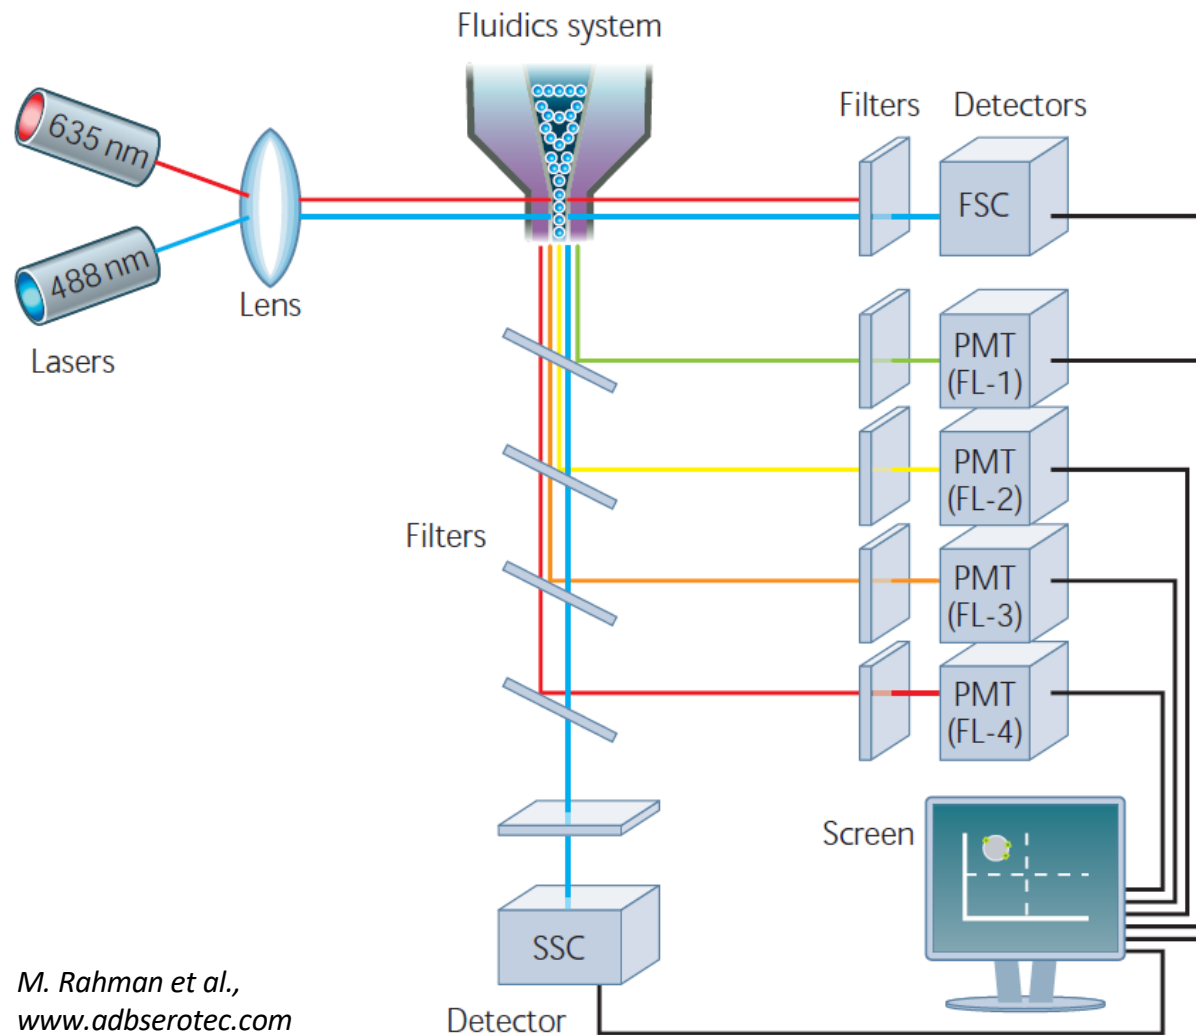 Fluidics system
Filters
Detectors
635 nm
488 nm
Lens
Lasers
FSC
PMT
(FL-1)
PMT
(FL-2)
Filters
PMT
(FL-3)
PMT
(FL-4)
Screen
SSC
Detector
M. Rahman et al.,
www.adbserotec.com